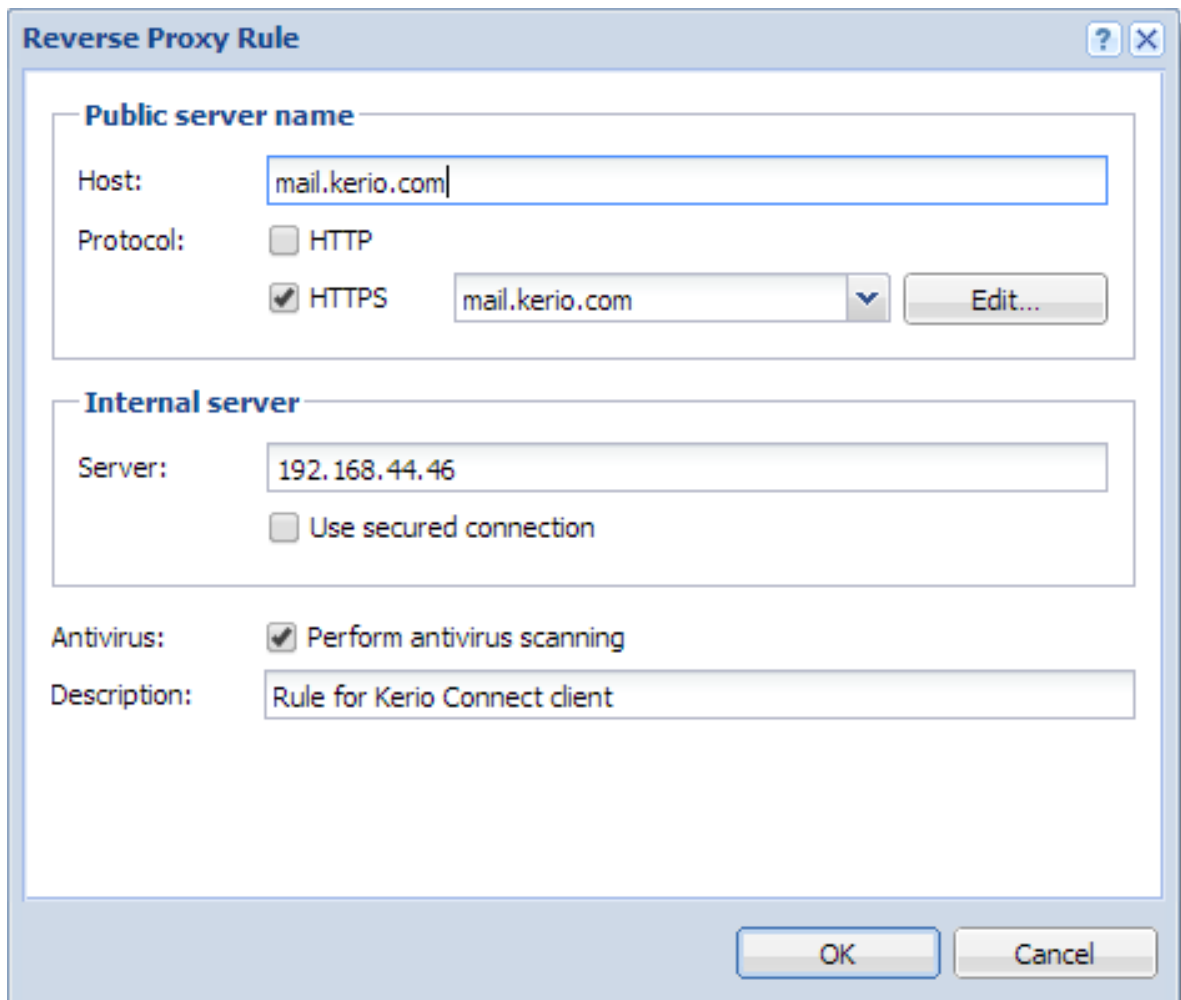 Reverse Proxy Rule ?
Public server name
Host: mail.kerio.com
Protocol: HTTP
HTTPS mail.kerio.com Edit...
Internal server
Server: 192.168.44.46
Use secured connection
Antivirus: Perform antivirus scanning
Description: Rule for Kerio Connect client
OK Cancel